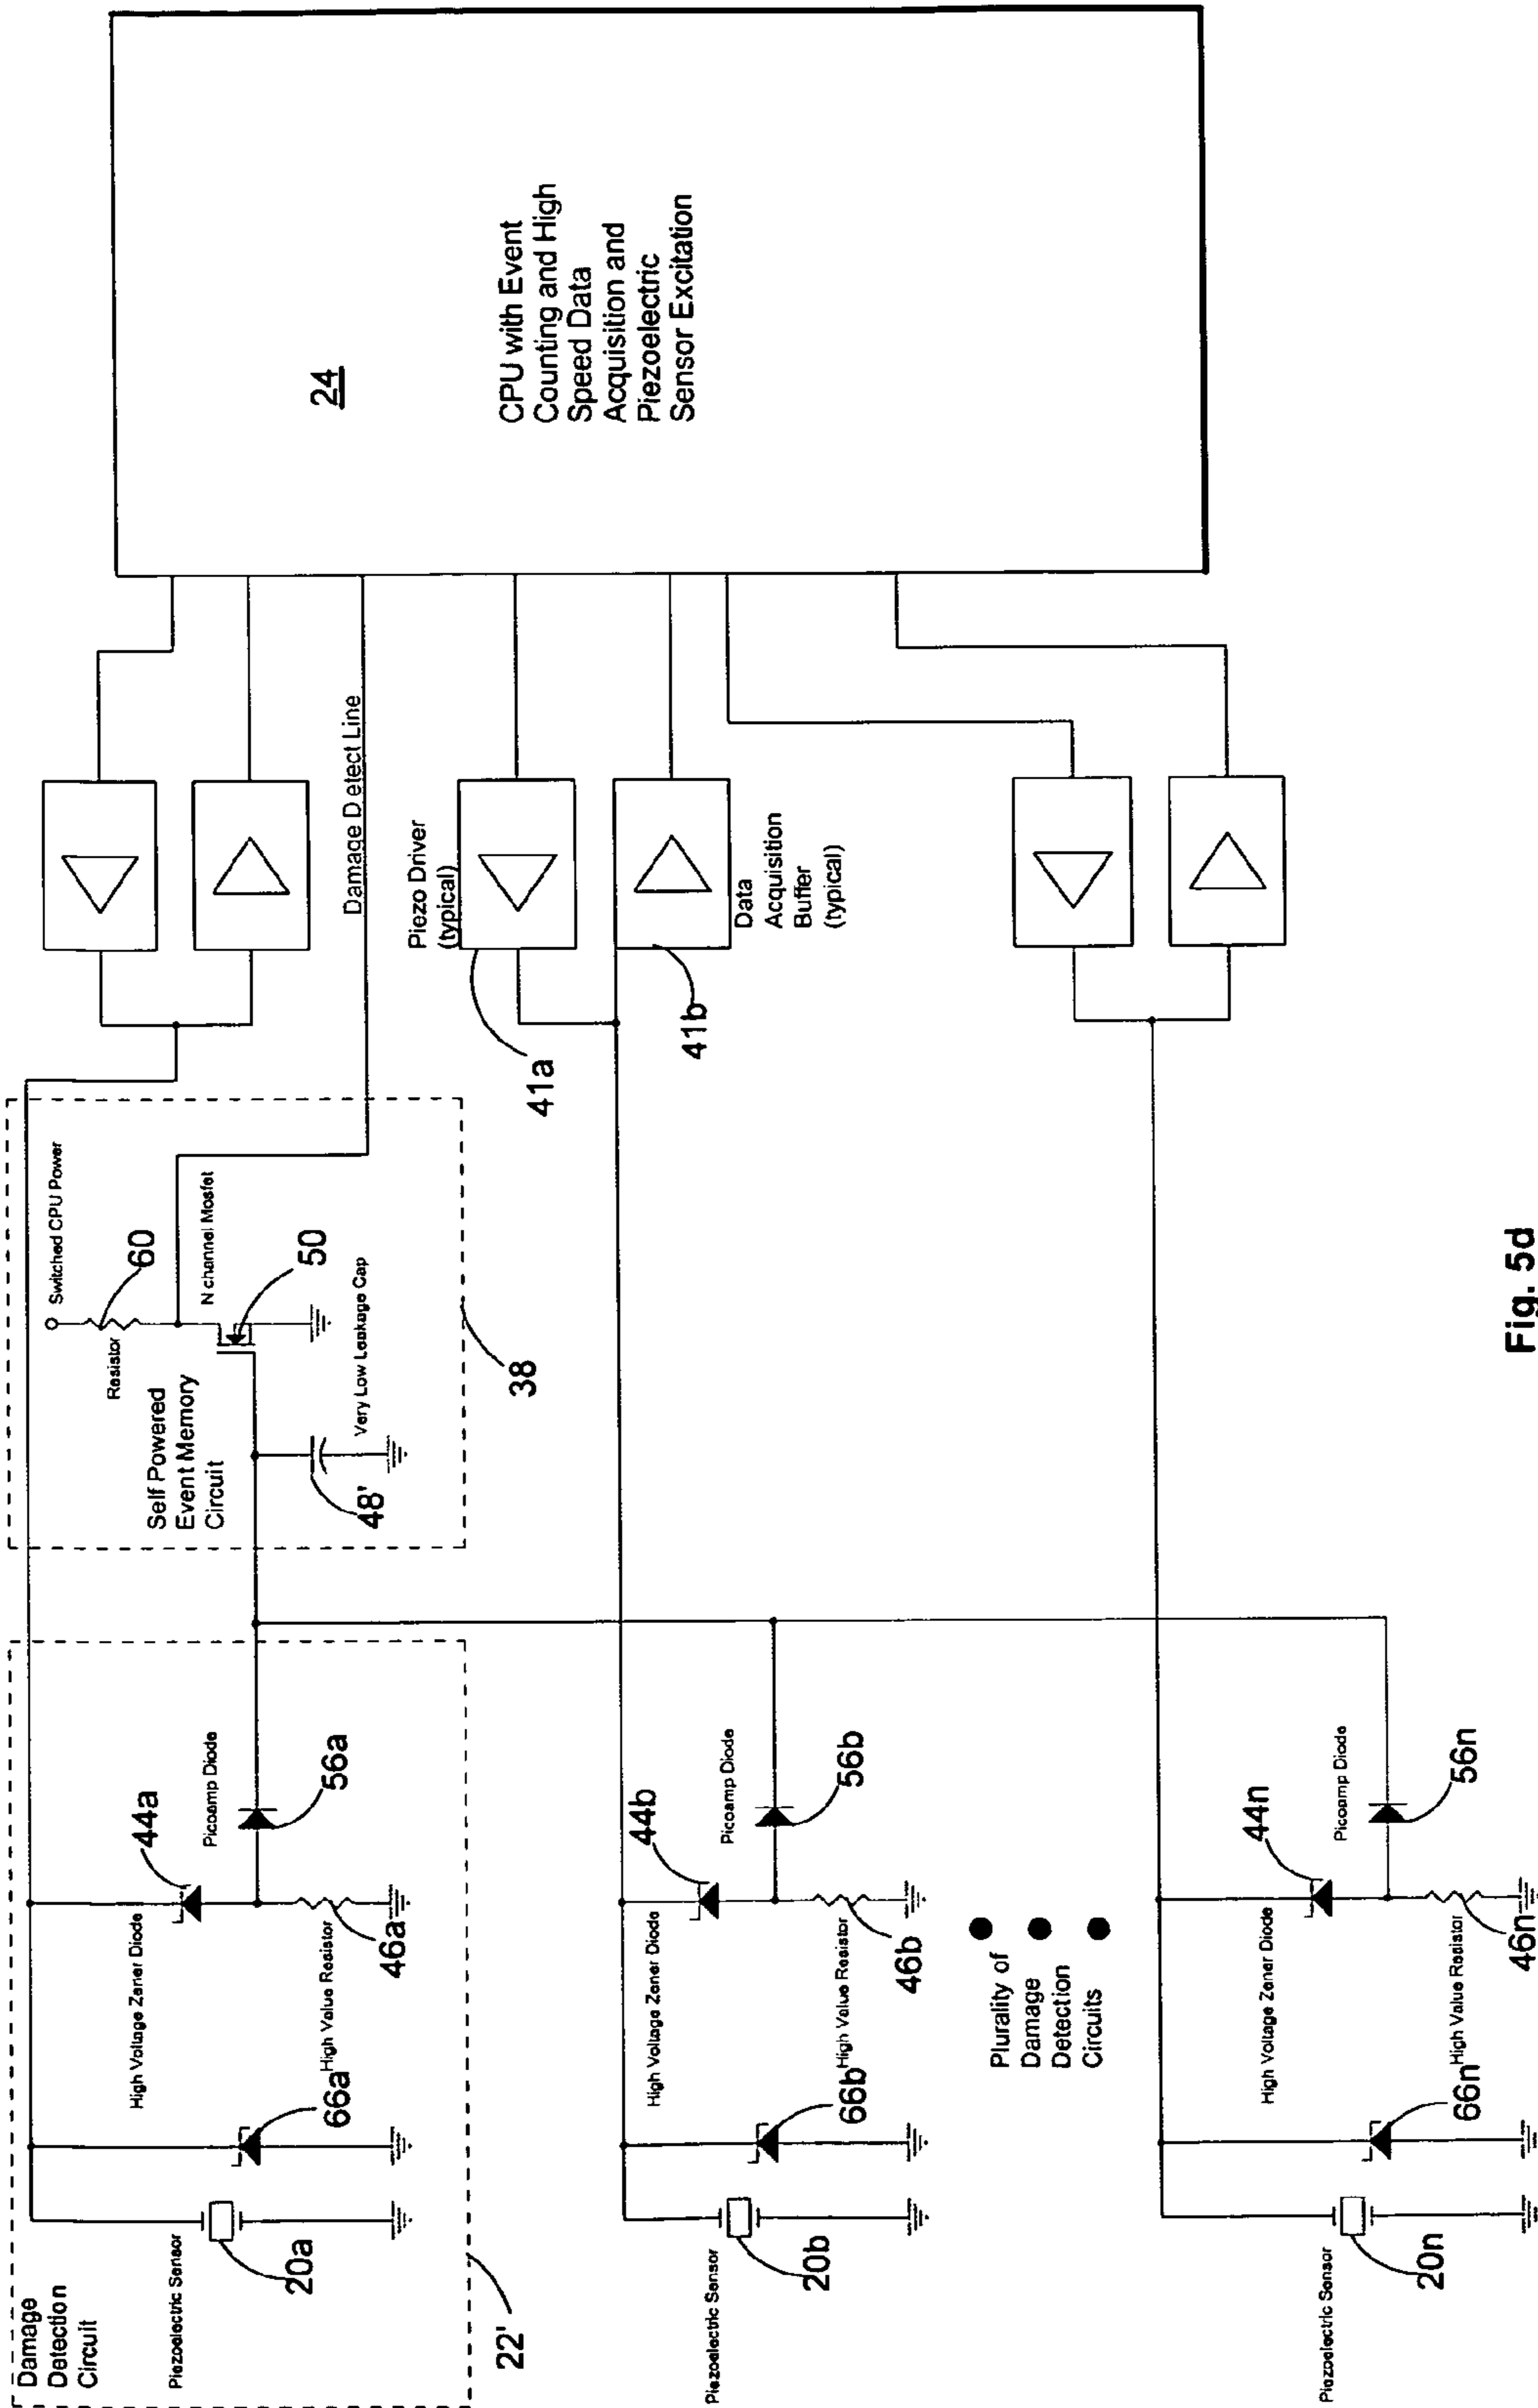 Damage
Detection
Circuit
Piezoelectric Sensor
20a
22'
66a
High Voltage Zener Diode
44a
High Value Resistor
46a
Picoamp Diode
56a
Self Powered
Event Memory
Circuit
Resistor
60
Switched CPU Power
N channel Mosfet
50
Very Low Leakage Cap
48'
38
Damage D etect Line
Piezo Driver
(typical)
41a
Data
Acquisition
Buffer
(typical)
41b
24
CPU with Event
Counting and High
Speed Data
Acquisition and
Piezoelectric
Sensor Excitation
Piezoelectric Sensor
20b
66b
High Voltage Zener Diode
44b
High Value Resistor
46b
Picoamp Diode
56b
Plurality of
Damage
Detection
Circuits
Piezoelectric Sensor
20n
66n
High Voltage Zener Diode
44n
High Value Resistor
46n
Picoamp Diode
56n
Fig. 5d